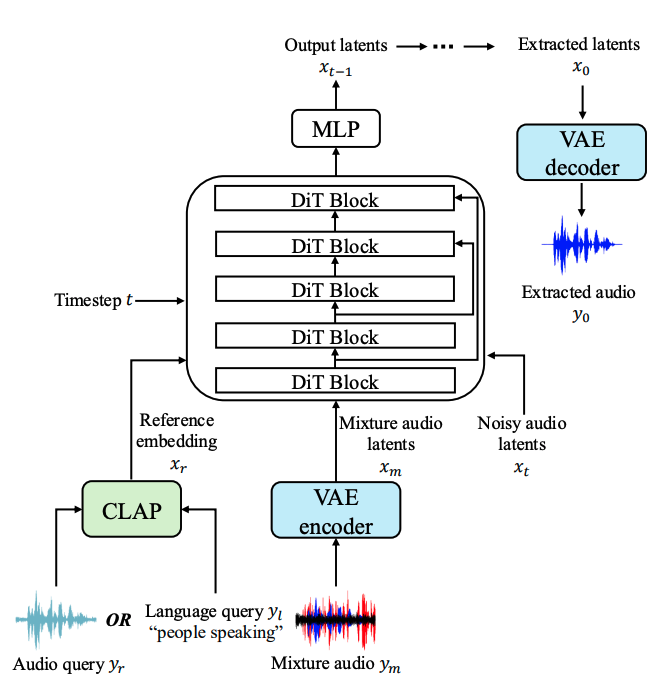 Output latents
Extracted latents
x_{t-1}
x_0
MLP
VAE
decoder
DiT Block
DiT Block
DiT Block
DiT Block
DiT Block
Timestep t
Extracted audio
y_0
Reference
embedding
x_r
Mixture audio
latents
x_m
Noisy audio
latents
x_t
CLAP
VAE
encoder
OR
Language query y_l
“people speaking”
Audio query y_r
Mixture audio y_m